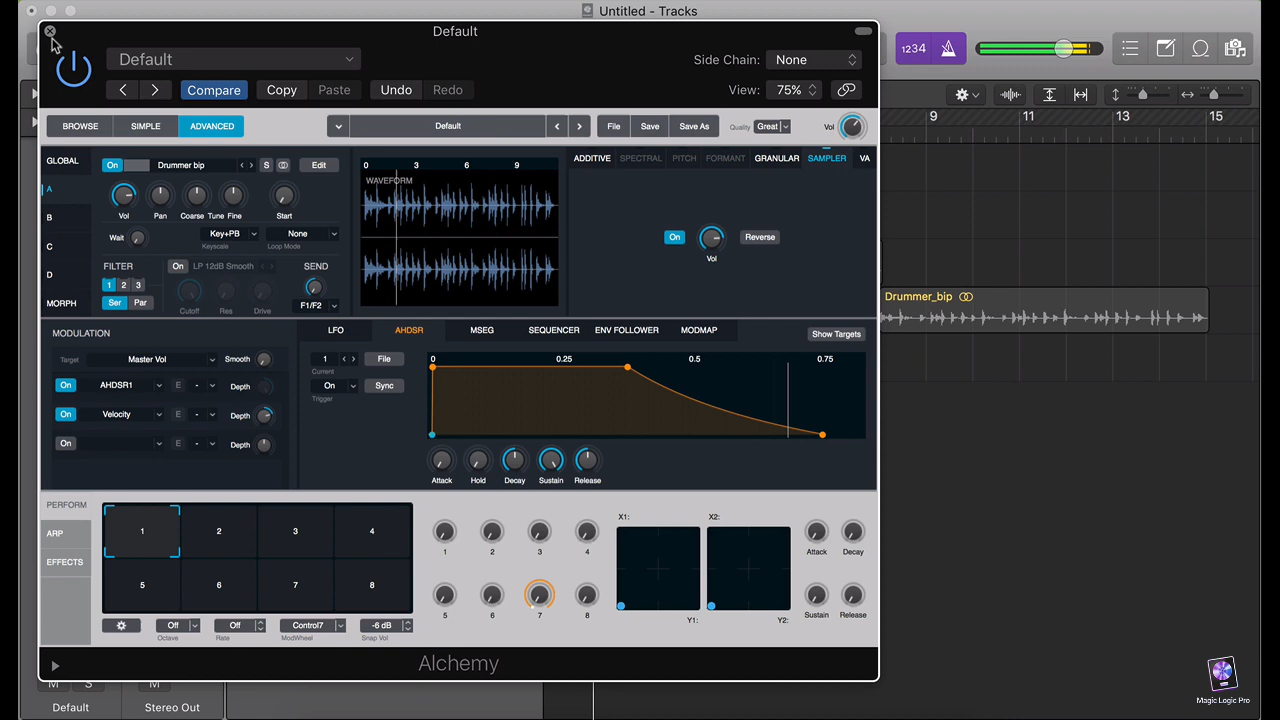 Untitled - Tracks
Default
Default
Side Chain: None
Compare Copy Paste Undo Redo
View: 75%
1234
BROWSE SIMPLE ADVANCED
Default
File Save Save As
Quality Great
Vol
9 11 13 15
GLOBAL
A
B
C
D
MORPH
On Drummer bip S Edit
Vol Pan Coarse Tune Fine Start
Wait
Key+PB None
Keyscale Loop Mode
FILTER
1 2 3
Ser Par
On LP 12dB Smooth
Cutoff Res Drive
SEND
F1/F2
0 3 6 9
WAVEFORM
ADDITIVE SPECTRAL PITCH FORMANT GRANULAR SAMPLER VA
On Reverse
Vol
Drummer_bip
MODULATION
Target Master Vol Smooth
On AHDSR1 E - Depth
On Velocity E - Depth
On E - Depth
LFO AHDSR MSEG SEQUENCER ENV FOLLOWER MODMAP
Show Targets
1 File
Current
On Sync
Trigger
0 0.25 0.5 0.75
Attack Hold Decay Sustain Release
PERFORM
ARP
EFFECTS
1 2 3 4
5 6 7 8
Off Off Control7 -6 dB
Octave Rate ModWheel Snap Vol
1 2 3 4
5 6 7 8
X1: X2:
Y1: Y2:
Attack Decay
Sustain Release
Alchemy
M S M
Default Stereo Out
Magic Logic Pro